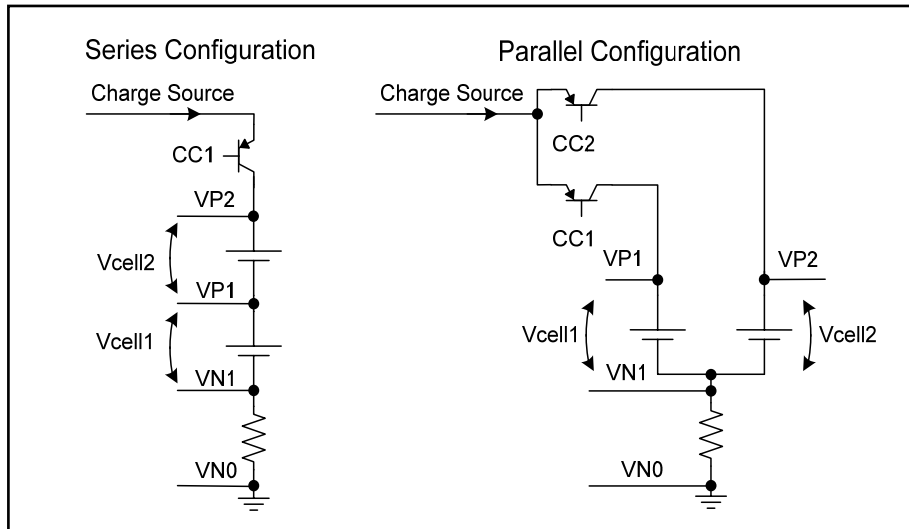 Series Configuration
Charge Source
CC1
VP2
Vcell2
VP1
Vcell1
VN1
VN0
Parallel Configuration
Charge Source
CC2
CC1
VP1
VP2
Vcell1
Vcell2
VN1
VN0